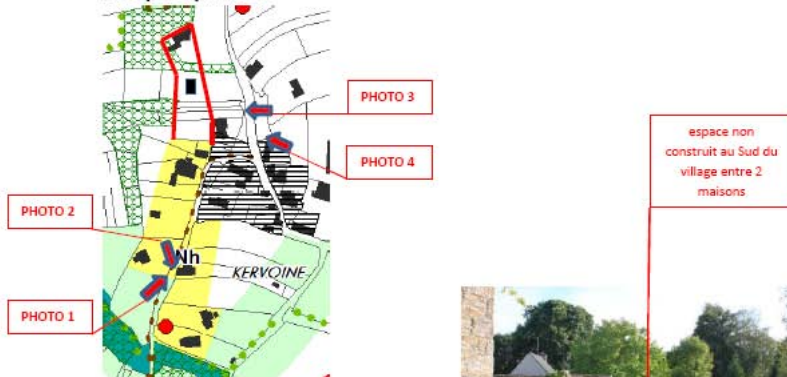 PHOTO 3
PHOTO 4
PHOTO 2
Nh
KERVOINE
PHOTO 1
espace non
construit au Sud du
village entre 2
maisons